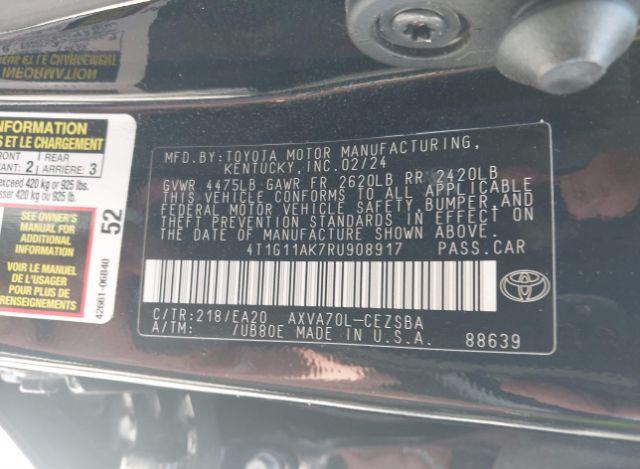 INFORMATION
S ET LE CHARGEMENT
FRONT
AVANT: 2
REAR
ARRIÈRE: 3
exceed 420 kg or 925 lbs.
420 kg ou 925 lb.
SEE OWNER'S
MANUAL FOR
ADDITIONAL
INFORMATION
VOIR LE MANUEL
DE L'USAGER
POUR PLUS DE
RENSEIGNEMENTS
52
42661-06B40
MFD. BY: TOYOTA MOTOR MANUFACTURING,
KENTUCKY, INC. 02/24
GVWR 4475LB GAWR FR 2620LB RR 2420LB
THIS VEHICLE CONFORMS TO ALL APPLICABLE
FEDERAL MOTOR VEHICLE SAFETY, BUMPER, AND
THEFT PREVENTION STANDARDS IN EFFECT ON
THE DATE OF MANUFACTURE SHOWN ABOVE.
4T1G11AK7RU908917 PASS. CAR
C/TR: 218/EA20 AXVA70L-CEZSBA
A/TM: /UB80E MADE IN U.S.A.
TOYOTA
88639